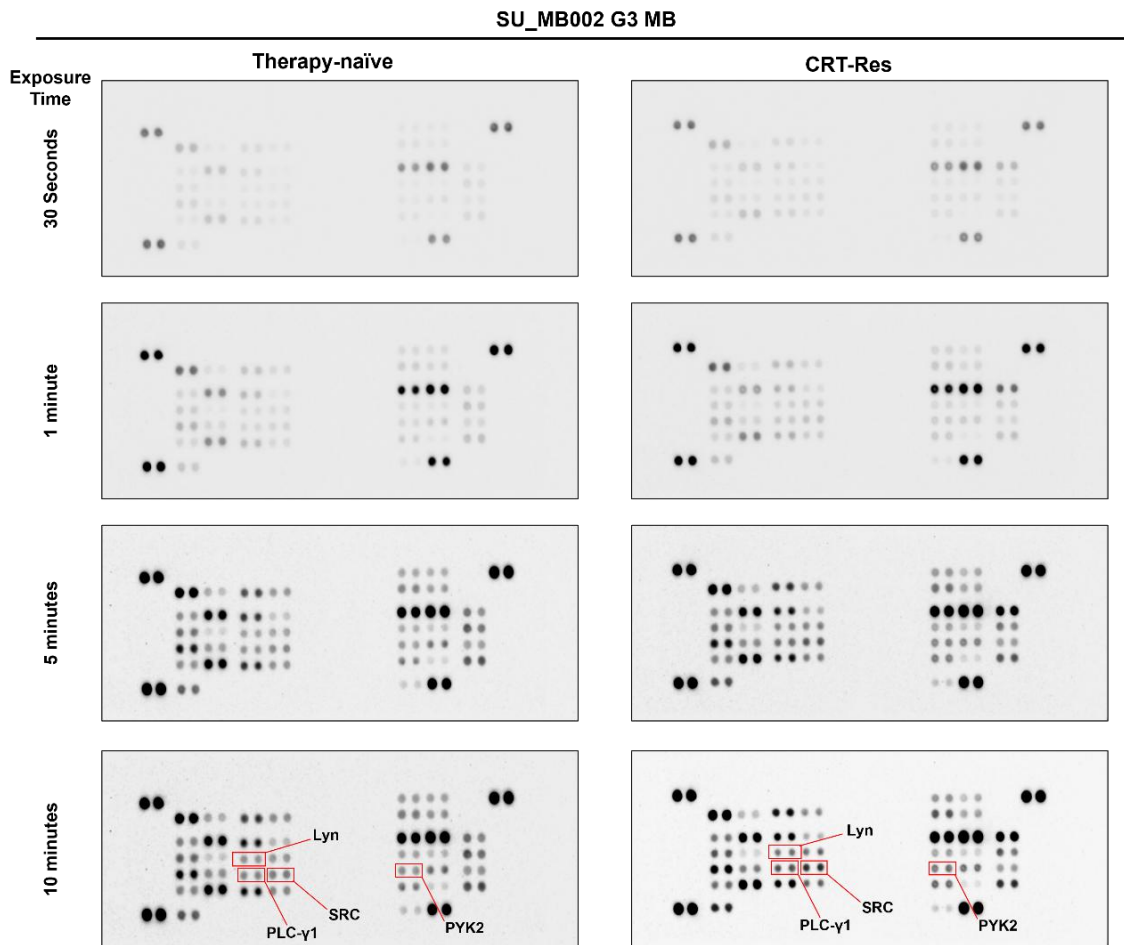 SU_MB002 G3 MB
Therapy-naïve
CRT-Res
Exposure
Time
30 Seconds
1 minute
5 minutes
10 minutes
Lyn
SRC
PLC-γ1
PYK2
Lyn
SRC
PLC-γ1
PYK2